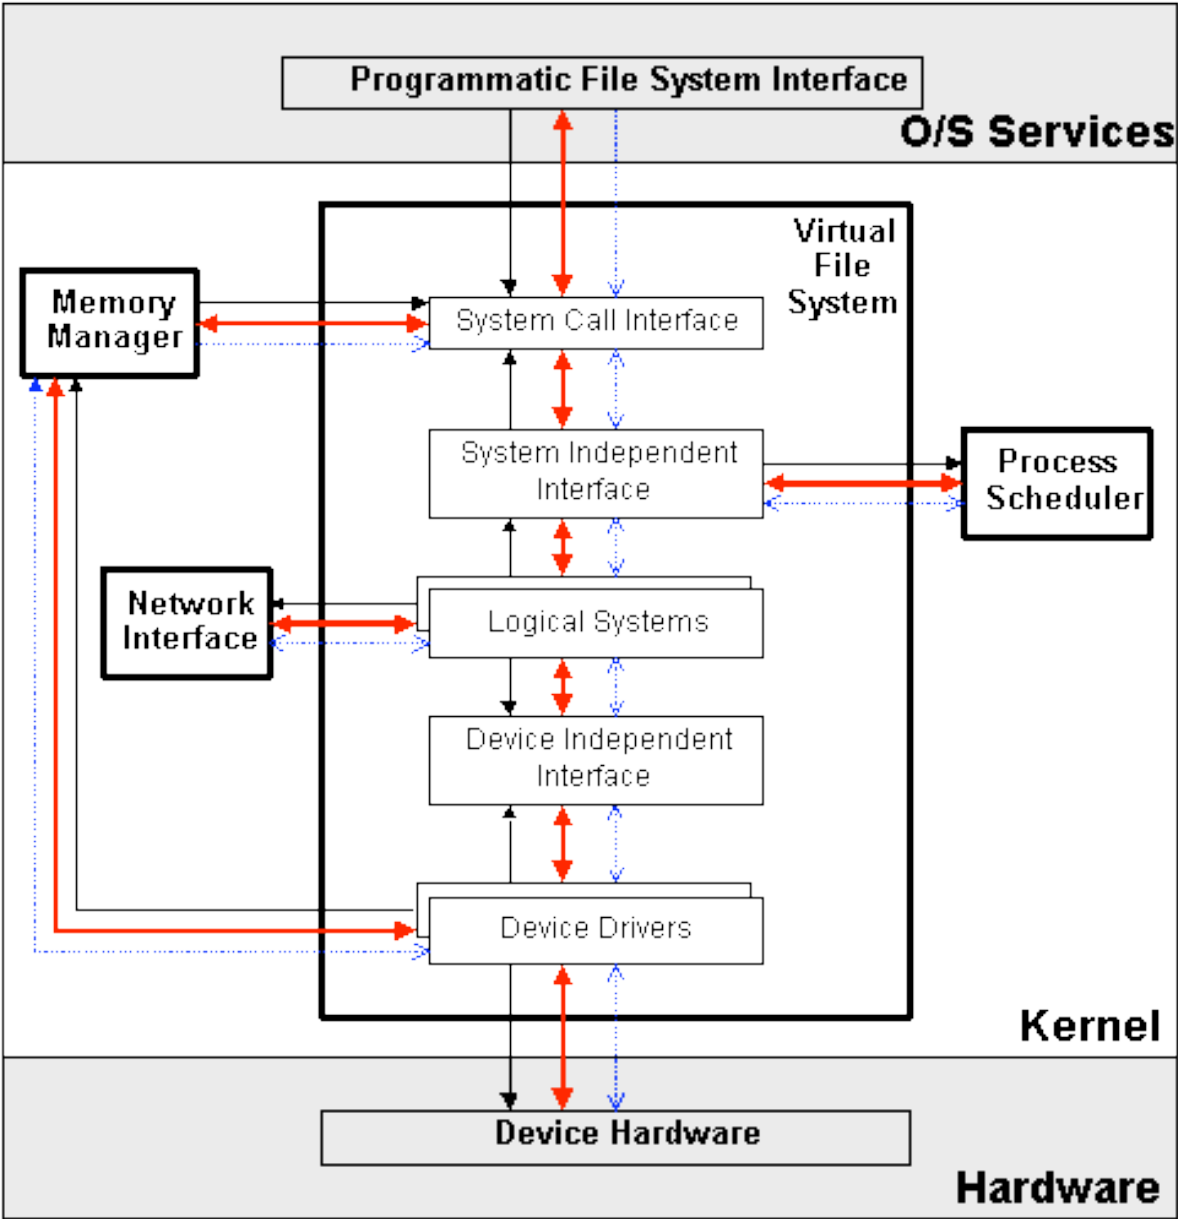 Programmatic File System Interface
O/S Services
Virtual
File
System
Memory
Manager
System Call Interface
System Independent
Interface
Process
Scheduler
Network
Interface
Logical Systems
Device Independent
Interface
Device Drivers
Kernel
Device Hardware
Hardware